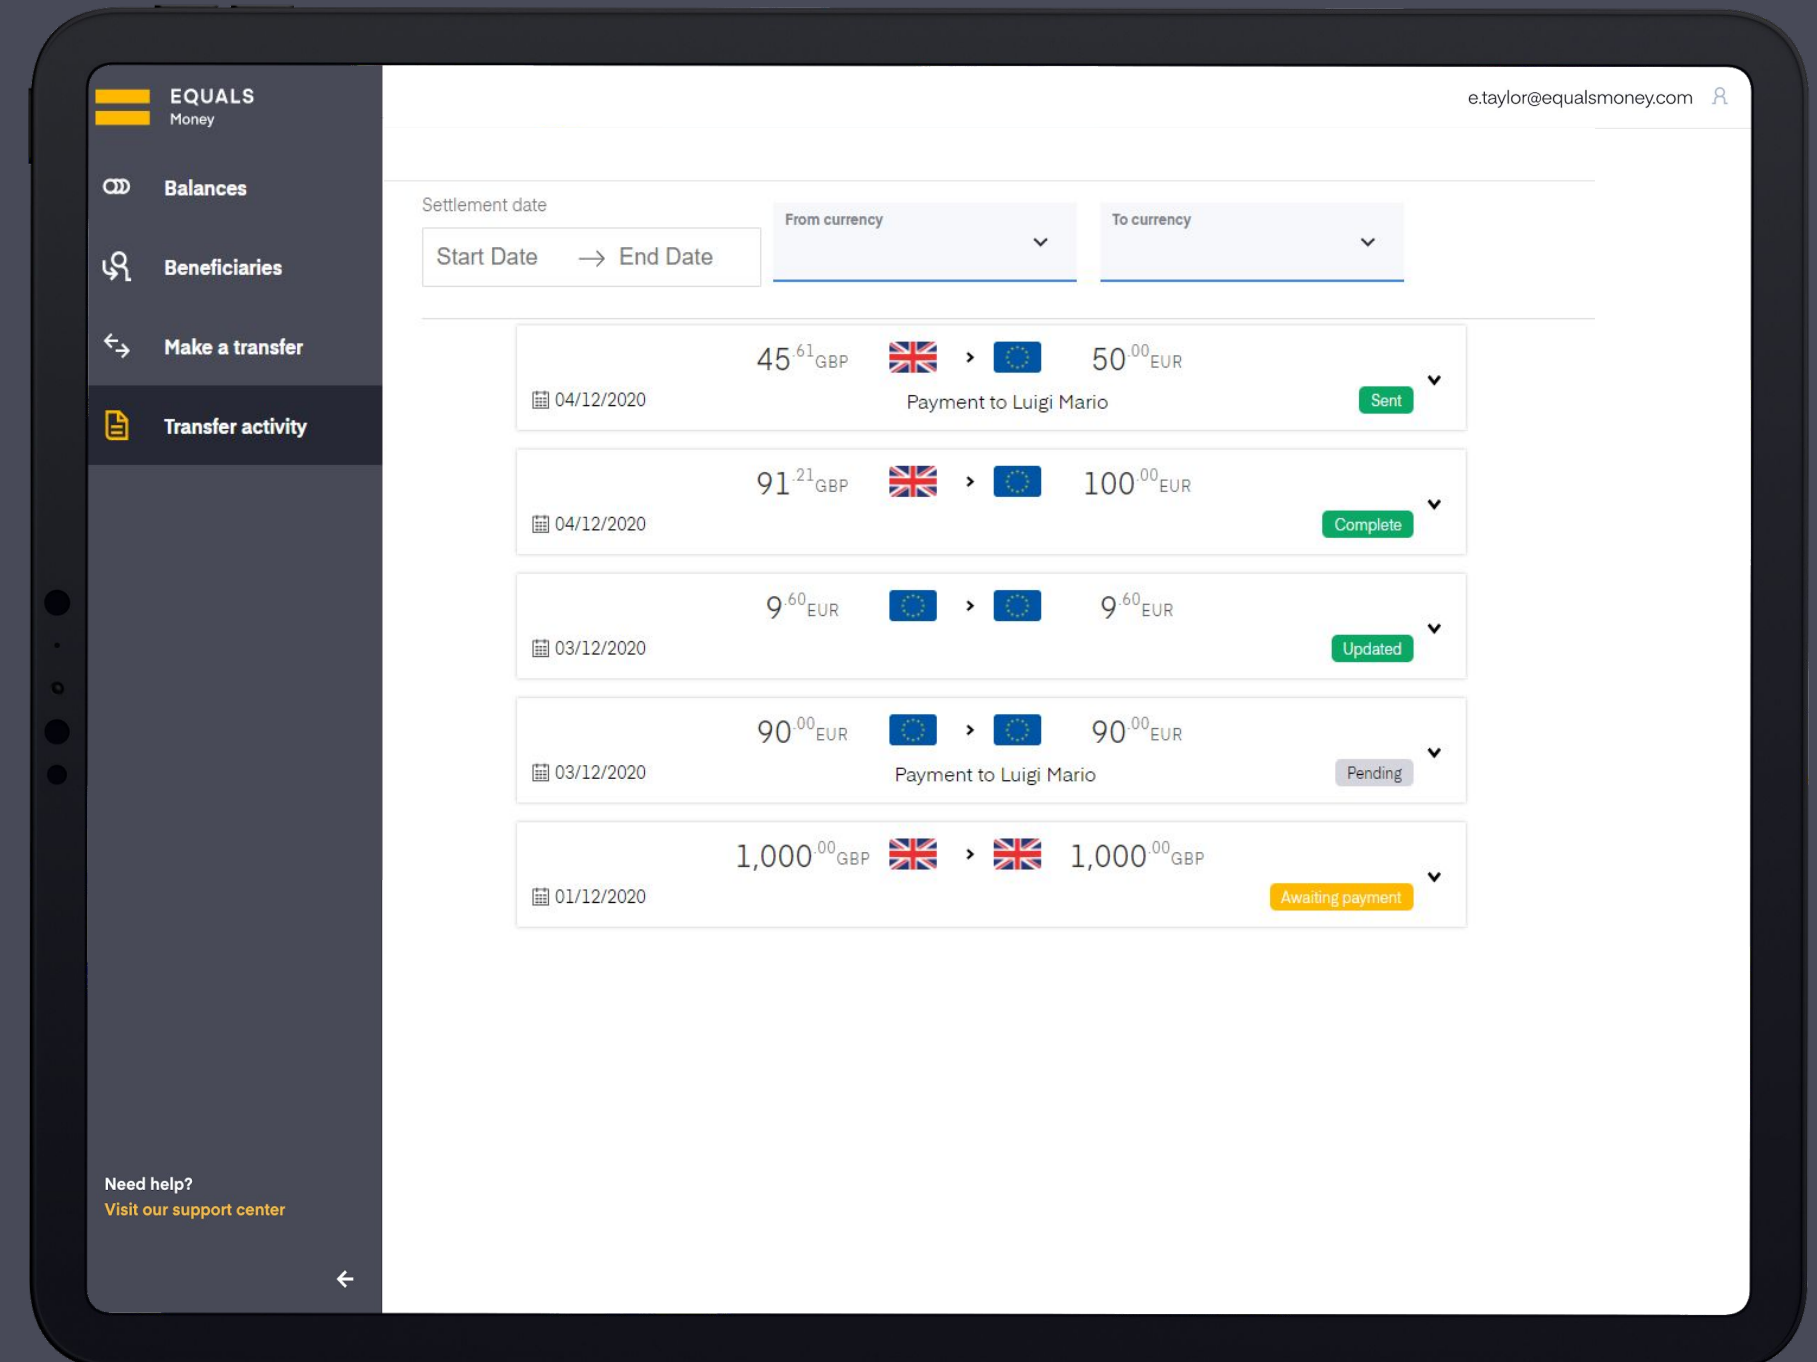 EQUALS
Money
e.taylor@equalsmoney.com
Balances
Beneficiaries
Make a transfer
Transfer activity
Need help?
Visit our support center
Settlement date
Start Date → End Date
From currency
To currency
45.61GBP > 50.00EUR
04/12/2020 Payment to Luigi Mario Sent
91.21GBP > 100.00EUR
04/12/2020 Complete
9.60EUR > 9.60EUR
03/12/2020 Updated
90.00EUR > 90.00EUR
03/12/2020 Payment to Luigi Mario Pending
1,000.00GBP > 1,000.00GBP
01/12/2020 Awaiting payment